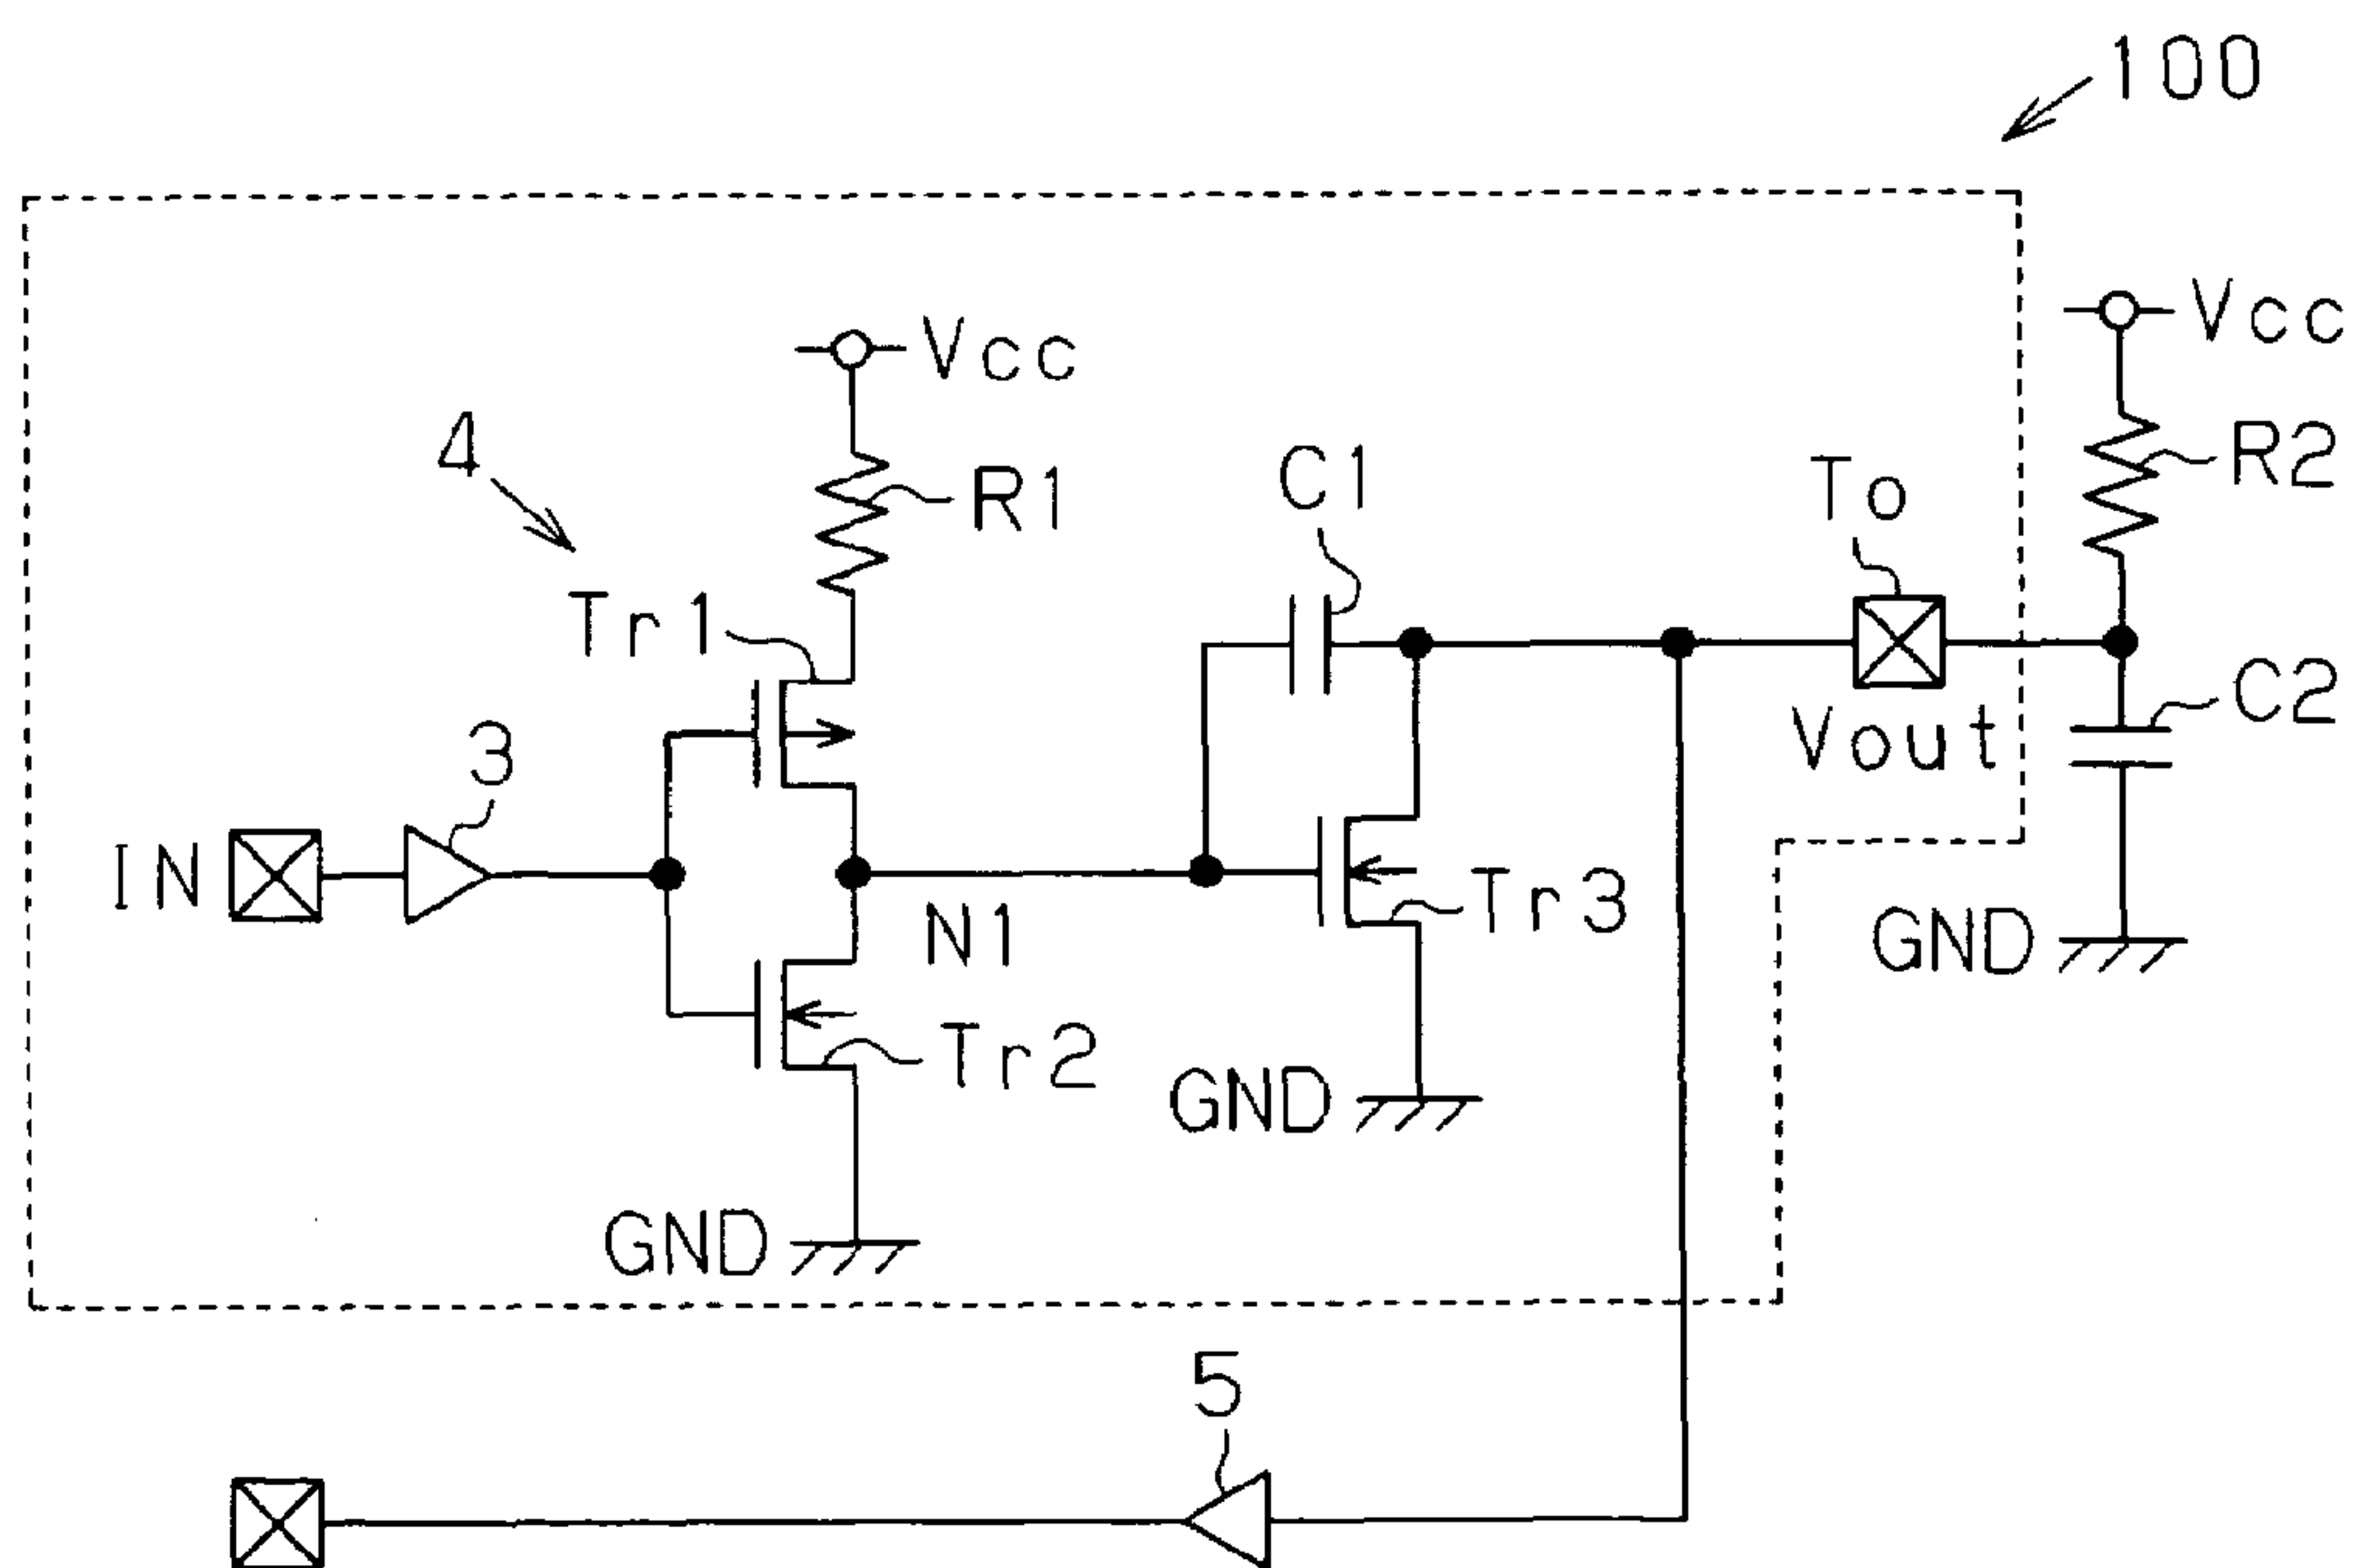 100
Vcc
Vcc
4
R1
C1
To
R2
Tr1
3
C2
Vout
IN
N1
Tr3
GND
Tr2
GND
GND
5